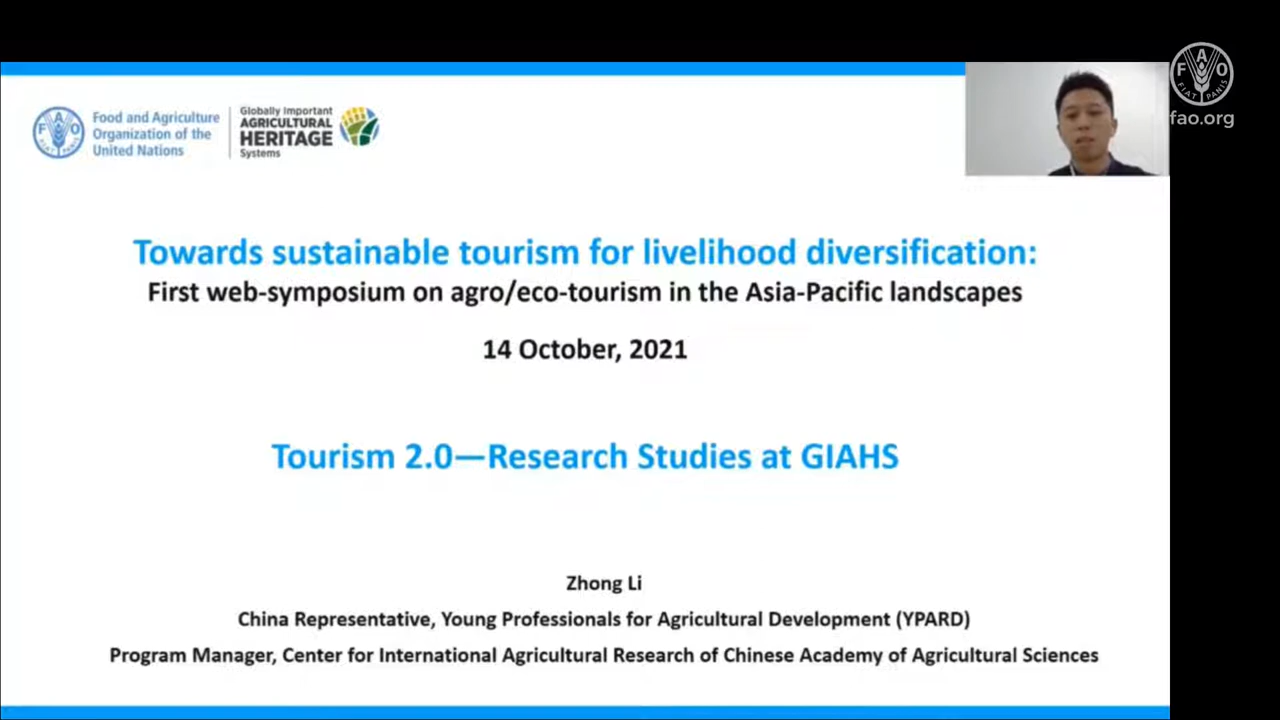 Food and Agriculture
Organization of the
United Nations
Globally Important
AGRICULTURAL
HERITAGE
Systems
F A O
FIAT PANIS
fao.org
Towards sustainable tourism for livelihood diversification:
First web-symposium on agro/eco-tourism in the Asia-Pacific landscapes
14 October, 2021
Tourism 2.0—Research Studies at GIAHS
Zhong Li
China Representative, Young Professionals for Agricultural Development (YPARD)
Program Manager, Center for International Agricultural Research of Chinese Academy of Agricultural Sciences